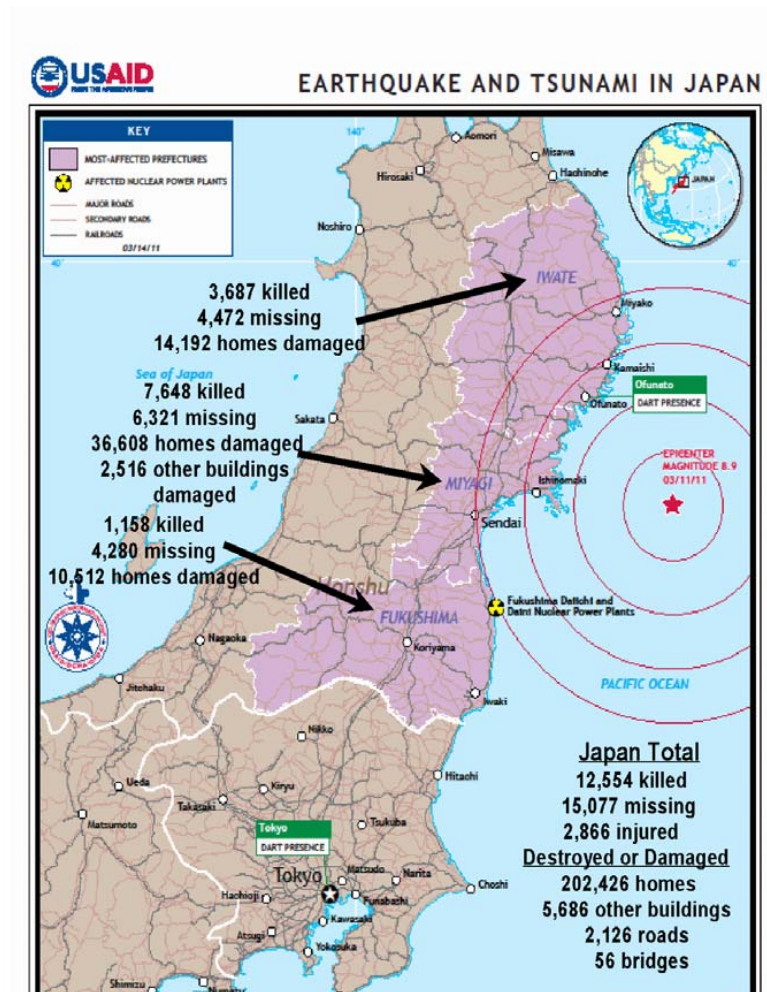 USAID
FROM THE AMERICAN PEOPLE
EARTHQUAKE AND TSUNAMI IN JAPAN
KEY
MOST-AFFECTED PREFECTURES
AFFECTED NUCLEAR POWER PLANTS
MAJOR ROADS
SECONDARY ROADS
RAILROADS
03/14/11
140°
Aomori
Misawa
Hirosaki
Hachinohe
JAPAN
Noshiro
40°
40°
IWATE
3,687 killed
4,472 missing
14,192 homes damaged
Miyako
Sea of Japan
Kamaishi
7,648 killed
6,321 missing
36,608 homes damaged
2,516 other buildings
damaged
Ofunato
DART PRESENCE
Ofunato
Sakata
EPICENTER
MAGNITUDE 8.9
03/11/11
MIYAGI
Ishinomaki
Sendai
1,158 killed
4,280 missing
10,512 homes damaged
Honshu
FUKUSHIMA
Fukushima Daiichi and
Daini Nuclear Power Plants
Nagaoka
Koriyama
Jitohaku
Iwaki
PACIFIC OCEAN
Nikko
Japan Total
12,554 killed
15,077 missing
2,866 injured
Destroyed or Damaged
202,426 homes
5,686 other buildings
2,126 roads
56 bridges
Hitachi
Ueda
Kiryu
Takasaki
Matsumoto
Tsukuba
Tokyo
DART PRESENCE
Tokyo
Matsudo
Narita
Choshi
Hachioji
Funabashi
Kawasaki
Atsugi
Yokosuka
Shimizu
Numazu